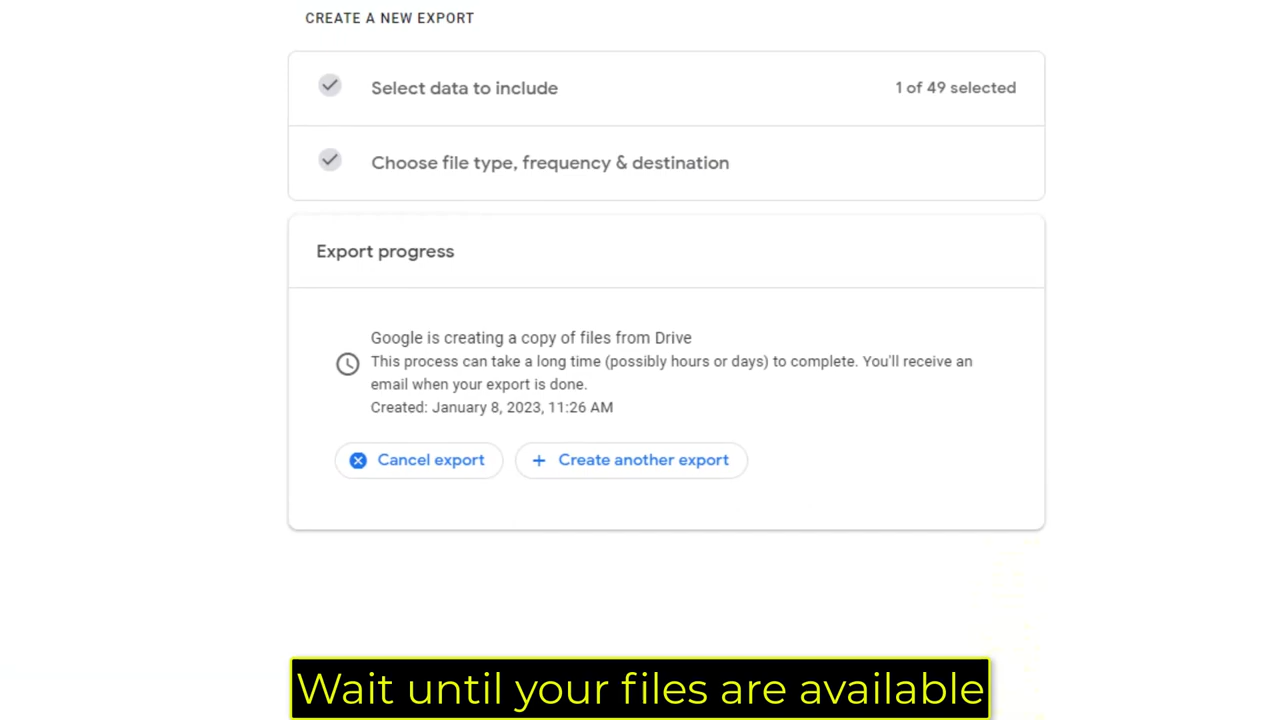 CREATE A NEW EXPORT
Select data to include
1 of 49 selected
Choose file type, frequency & destination
Export progress
Google is creating a copy of files from Drive
This process can take a long time (possibly hours or days) to complete. You'll receive an
email when your export is done.
Created: January 8, 2023, 11:26 AM
Cancel export
Create another export
Wait until your files are available